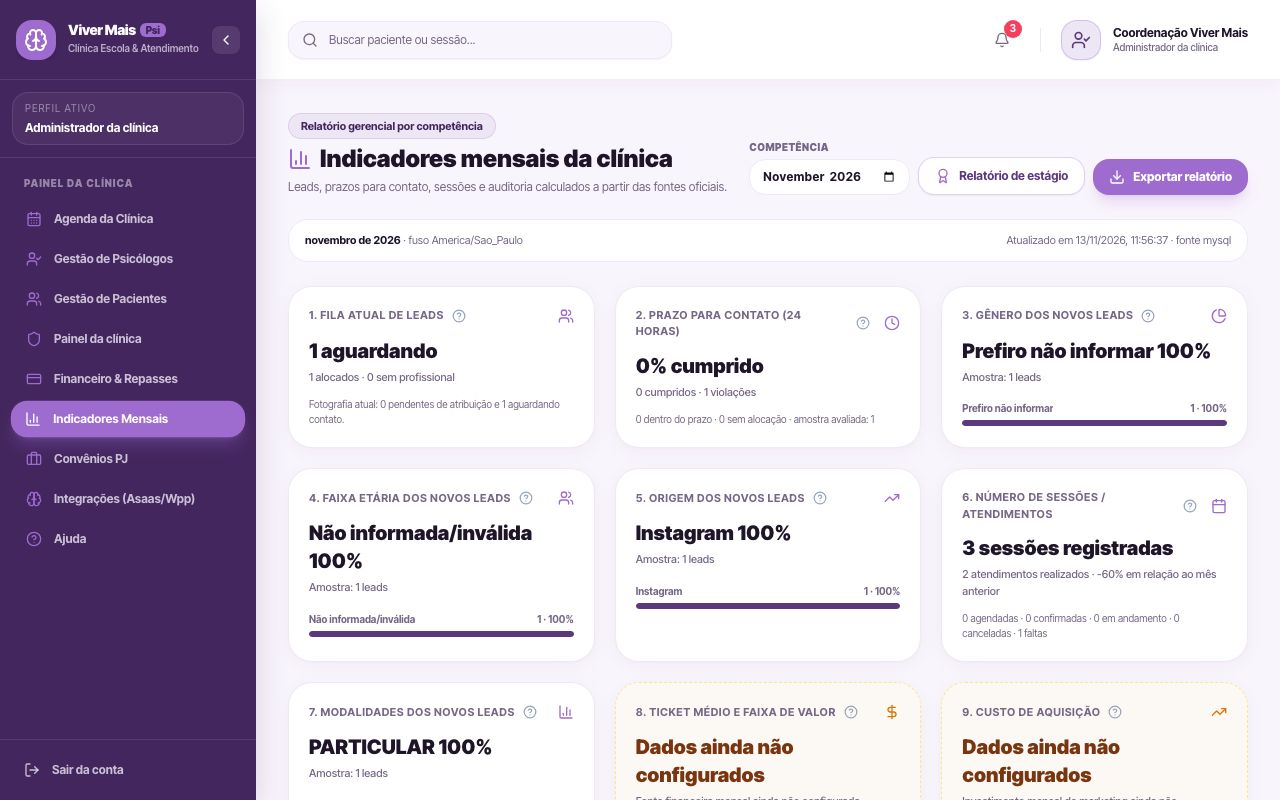 Viver Mais Psi
Clínica Escola & Atendimento
PERFIL ATIVO
Administrador da clínica
PAINEL DA CLÍNICA
Agenda da Clínica
Gestão de Psicólogos
Gestão de Pacientes
Painel da clínica
Financeiro & Repasses
Indicadores Mensais
Convênios PJ
Integrações (Asaas/Wpp)
Ajuda
Sair da conta
Buscar paciente ou sessão...
3
Coordenação Viver Mais
Administrador da clínica
Relatório gerencial por competência
Indicadores mensais da clínica
Leads, prazos para contato, sessões e auditoria calculados a partir das fontes oficiais.
COMPETÊNCIA
November 2026
Relatório de estágio
Exportar relatório
novembro de 2026 · fuso America/Sao_Paulo
Atualizado em 13/11/2026, 11:56:37 · fonte mysql
1. FILA ATUAL DE LEADS
1 aguardando
1 alocados · 0 sem profissional
Fotografia atual: 0 pendentes de atribuição e 1 aguardando
contato.
2. PRAZO PARA CONTATO (24
HORAS)
0% cumprido
0 cumpridos · 1 violações
0 dentro do prazo · 0 sem alocação · amostra avaliada: 1
3. GÊNERO DOS NOVOS LEADS
Prefiro não informar 100%
Amostra: 1 leads
Prefiro não informar 1 · 100%
4. FAIXA ETÁRIA DOS NOVOS LEADS
Não informada/inválida
100%
Amostra: 1 leads
Não informada/inválida 1 · 100%
5. ORIGEM DOS NOVOS LEADS
Instagram 100%
Amostra: 1 leads
Instagram 1 · 100%
6. NÚMERO DE SESSÕES /
ATENDIMENTOS
3 sessões registradas
2 atendimentos realizados · -60% em relação ao mês
anterior
0 agendadas · 0 confirmadas · 0 em andamento · 0
canceladas · 1 faltas
7. MODALIDADES DOS NOVOS LEADS
PARTICULAR 100%
Amostra: 1 leads
8. TICKET MÉDIO E FAIXA DE VALOR
Dados ainda não
configurados
9. CUSTO DE AQUISIÇÃO
Dados ainda não
configurados